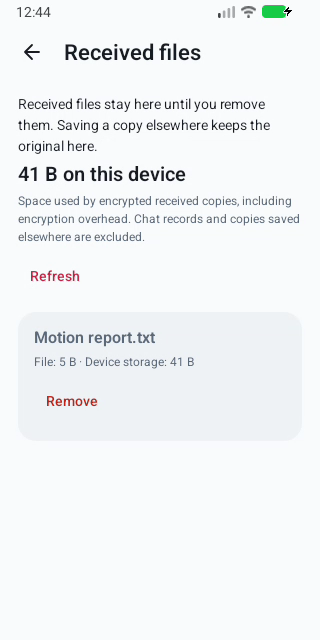 12:44
Received files
Received files stay here until you remove
them. Saving a copy elsewhere keeps the
original here.
41 B on this device
Space used by encrypted received copies, including
encryption overhead. Chat records and copies saved
elsewhere are excluded.
Refresh
Motion report.txt
File: 5 B · Device storage: 41 B
Remove